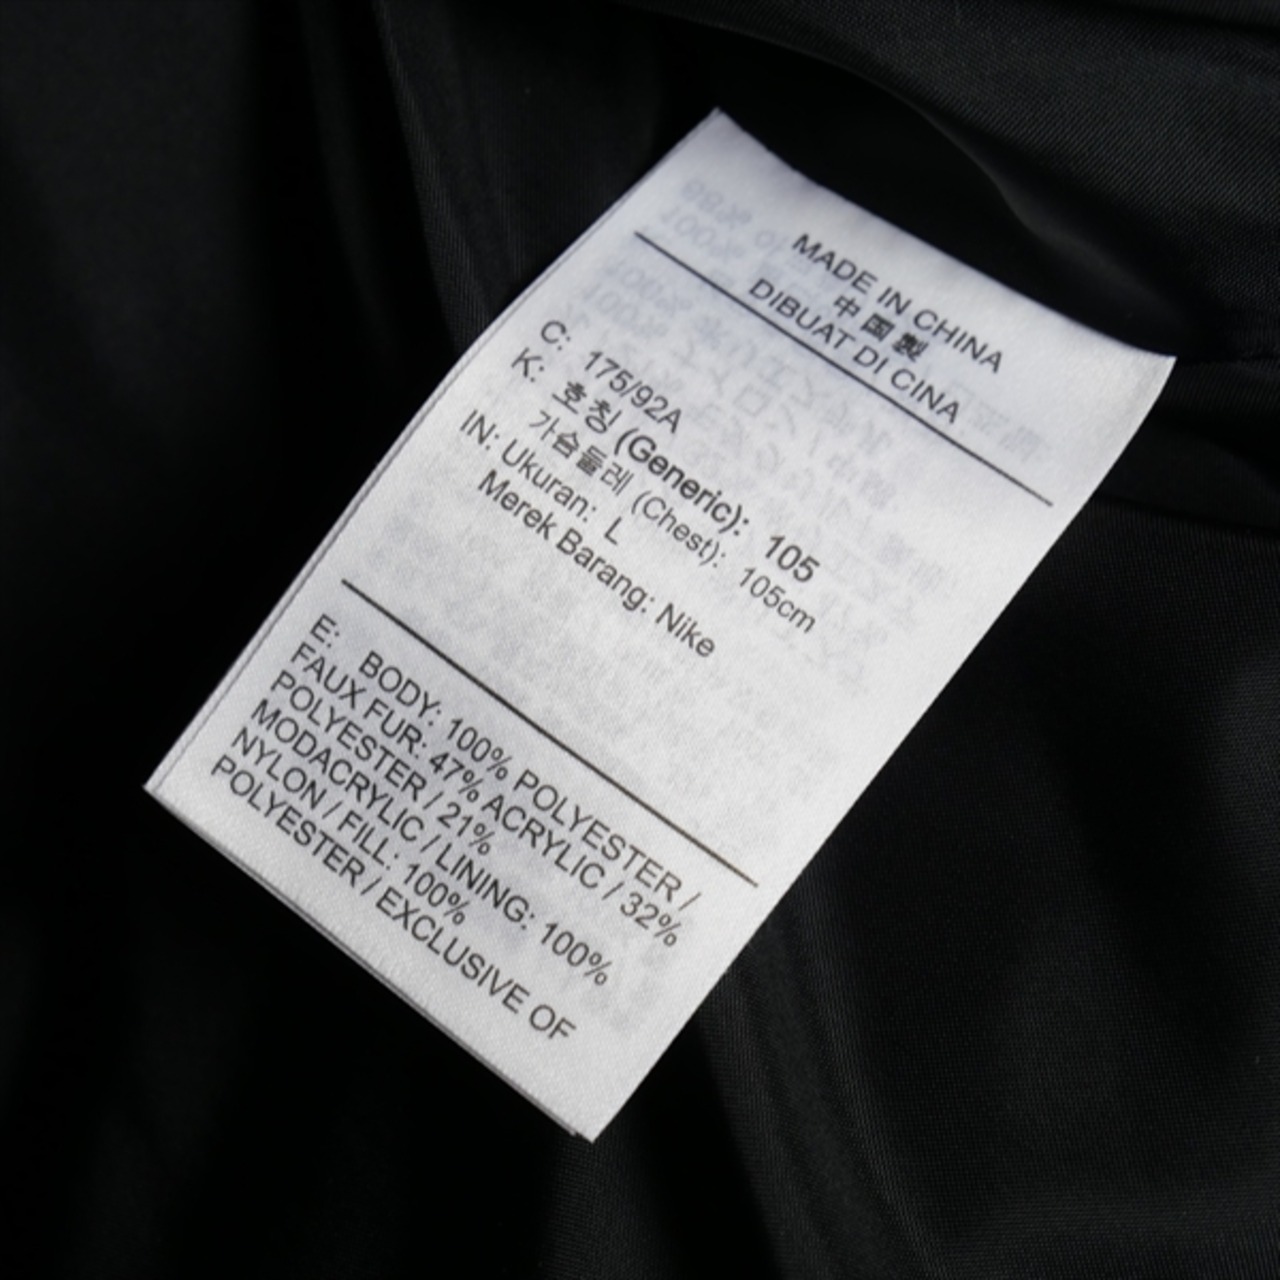 MADE IN CHINA
中国製
DIBUAT DI CINA
C: 175/92A
K: 호칭 (Generic): 105
가슴둘레 (Chest): 105cm
IN: Ukuran: L
Merek Barang: Nike
E: BODY: 100% POLYESTER /
FAUX FUR: 47% ACRYLIC / 32%
POLYESTER / 21%
MODACRYLIC / LINING: 100%
NYLON / FILL: 100%
POLYESTER / EXCLUSIVE OF